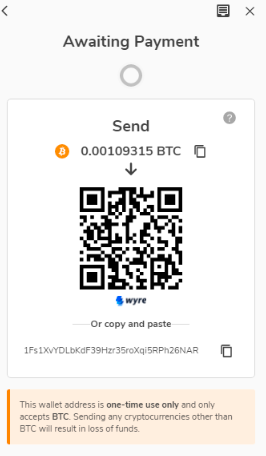 Awaiting Payment
Send
0.00109315 BTC
wyre
Or copy and paste
1Fs1XvYDLbKdF39Hzr35roXqi5RPh26NAR
This wallet address is one-time use only and only
accepts BTC. Sending any cryptocurrencies other than
BTC will result in loss of funds.